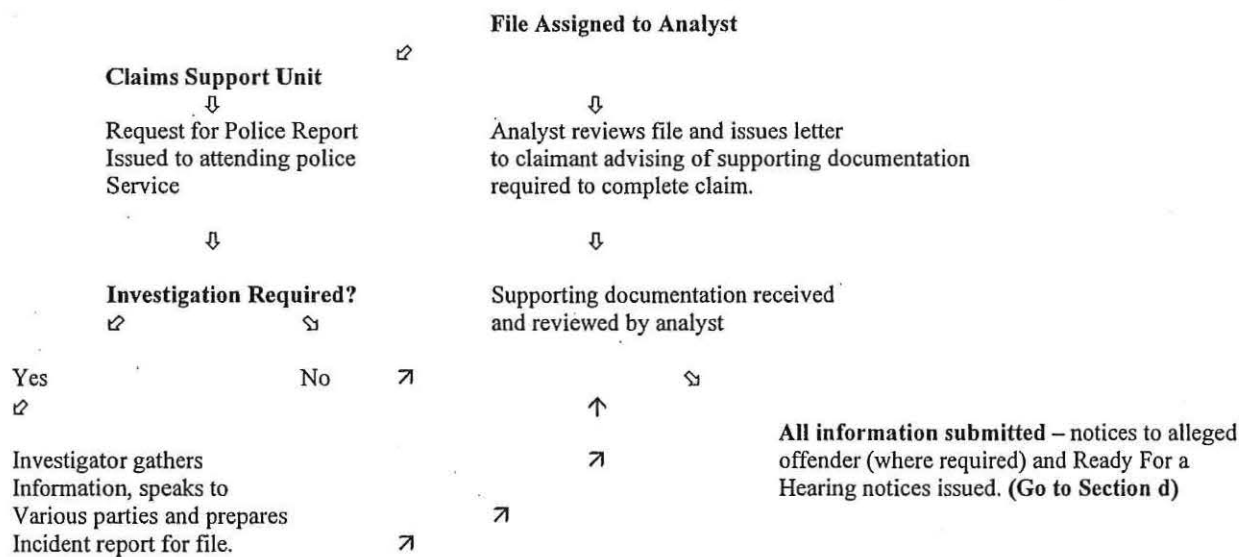 File Assigned to Analyst
⬃
Claims Support Unit
⇩ ⇩
Request for Police Report
Issued to attending police
Service
Analyst reviews file and issues letter
to claimant advising of supporting documentation
required to complete claim.
⇩ ⇩
Investigation Required?
⬃ ⬂
Supporting documentation received
and reviewed by analyst
Yes No ↗ ⬂
⬃ ↑
Investigator gathers
Information, speaks to
Various parties and prepares
Incident report for file.
↗
↗
↗
All information submitted – notices to alleged
offender (where required) and Ready For a
Hearing notices issued. (Go to Section d)